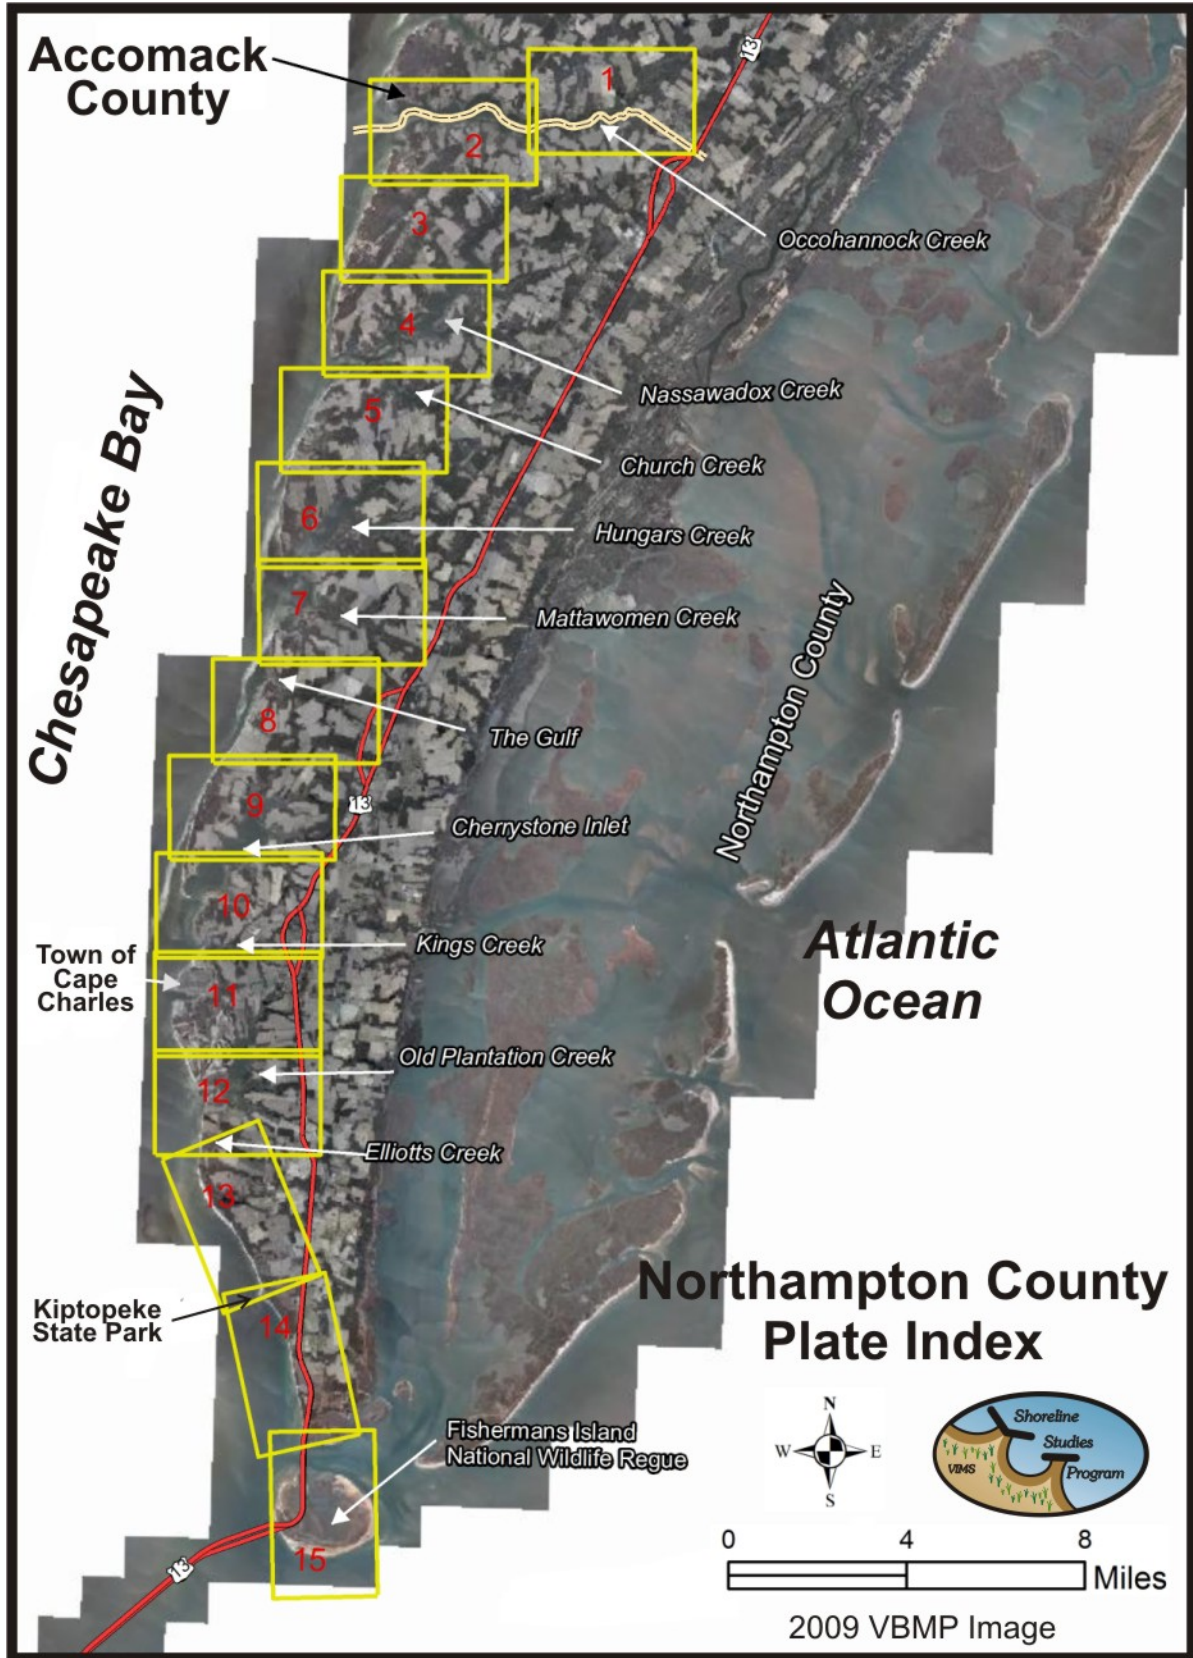 Accomack
County
13
1
2
3
Occohannock Creek
4
Nassawadox Creek
5
Church Creek
Chesapeake Bay
6
Hungars Creek
7
Mattawomen Creek
Northampton County
8
The Gulf
9
13
Cherrystone Inlet
10
Kings Creek
Atlantic
Ocean
Town of
Cape
Charles
11
Old Plantation Creek
12
Elliotts Creek
13
Kiptopeke
State Park
14
Northampton County
Plate Index
Fishermans Island
National Wildlife Regue
N
W
E
S
Shoreline
Studies
Program
VIMS
15
13
0
4
8
Miles
2009 VBMP Image